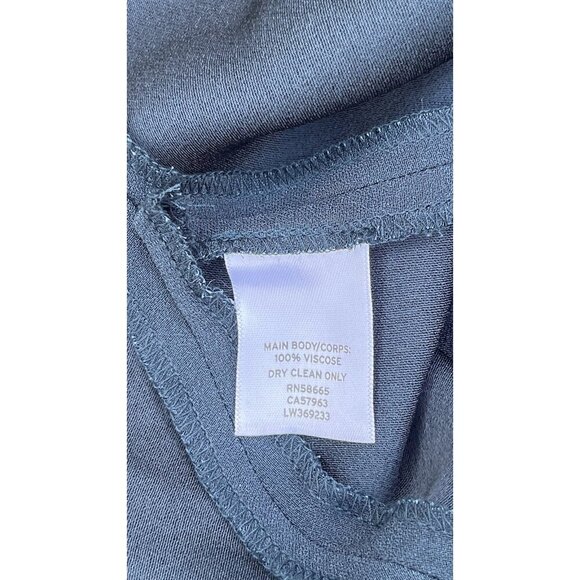 MAIN BODY/CORPS:
100% VISCOSE
DRY CLEAN ONLY
RN58665
CA57963
LW369233